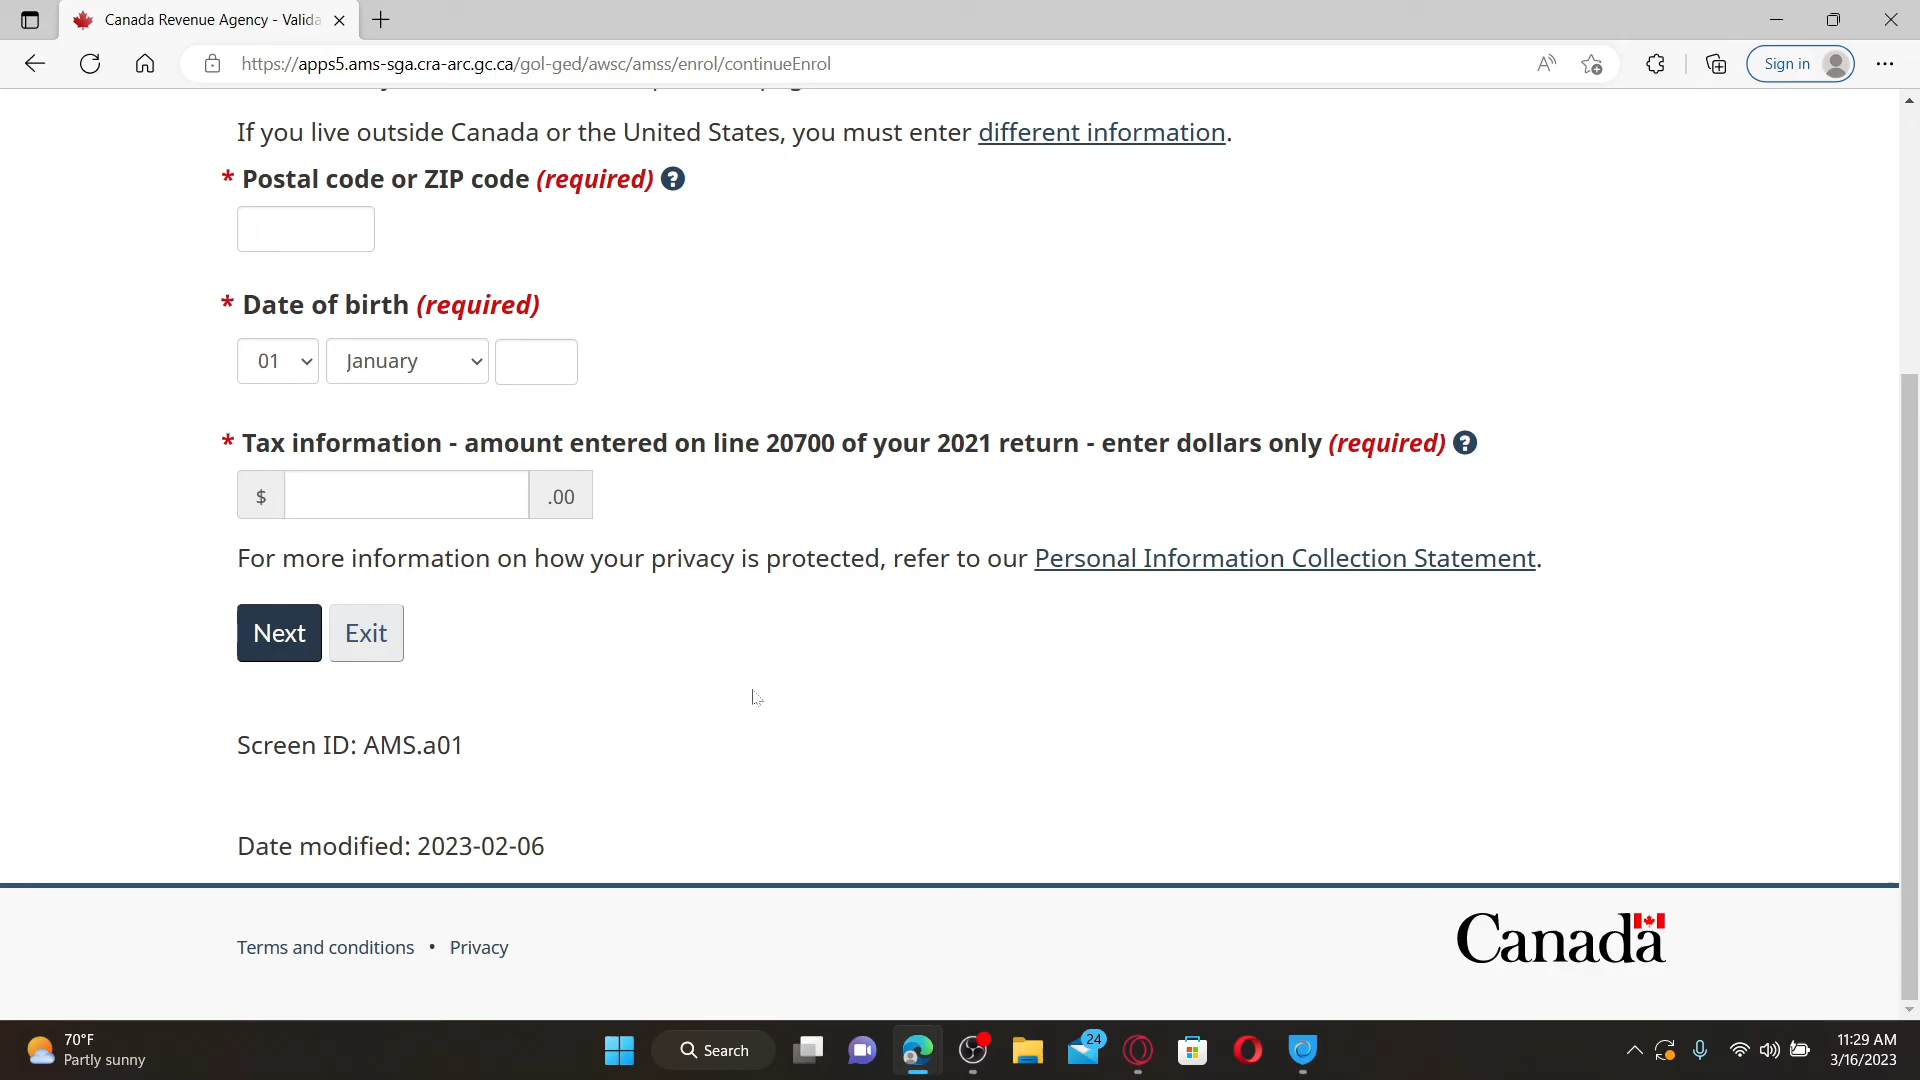 Canada Revenue Agency - Valida
https://apps5.ams-sga.cra-arc.gc.ca/gol-ged/awsc/amss/enrol/continueEnrol
Sign in
If you live outside Canada or the United States, you must enter different information.
* Postal code or ZIP code (required) ?
* Date of birth (required)
01 January
* Tax information - amount entered on line 20700 of your 2021 return - enter dollars only (required) ?
$ .00
For more information on how your privacy is protected, refer to our Personal Information Collection Statement.
Next Exit
Screen ID: AMS.a01
Date modified: 2023-02-06
Terms and conditions • Privacy
Canada
70°F
Partly sunny
Search
24
11:29 AM
3/16/2023